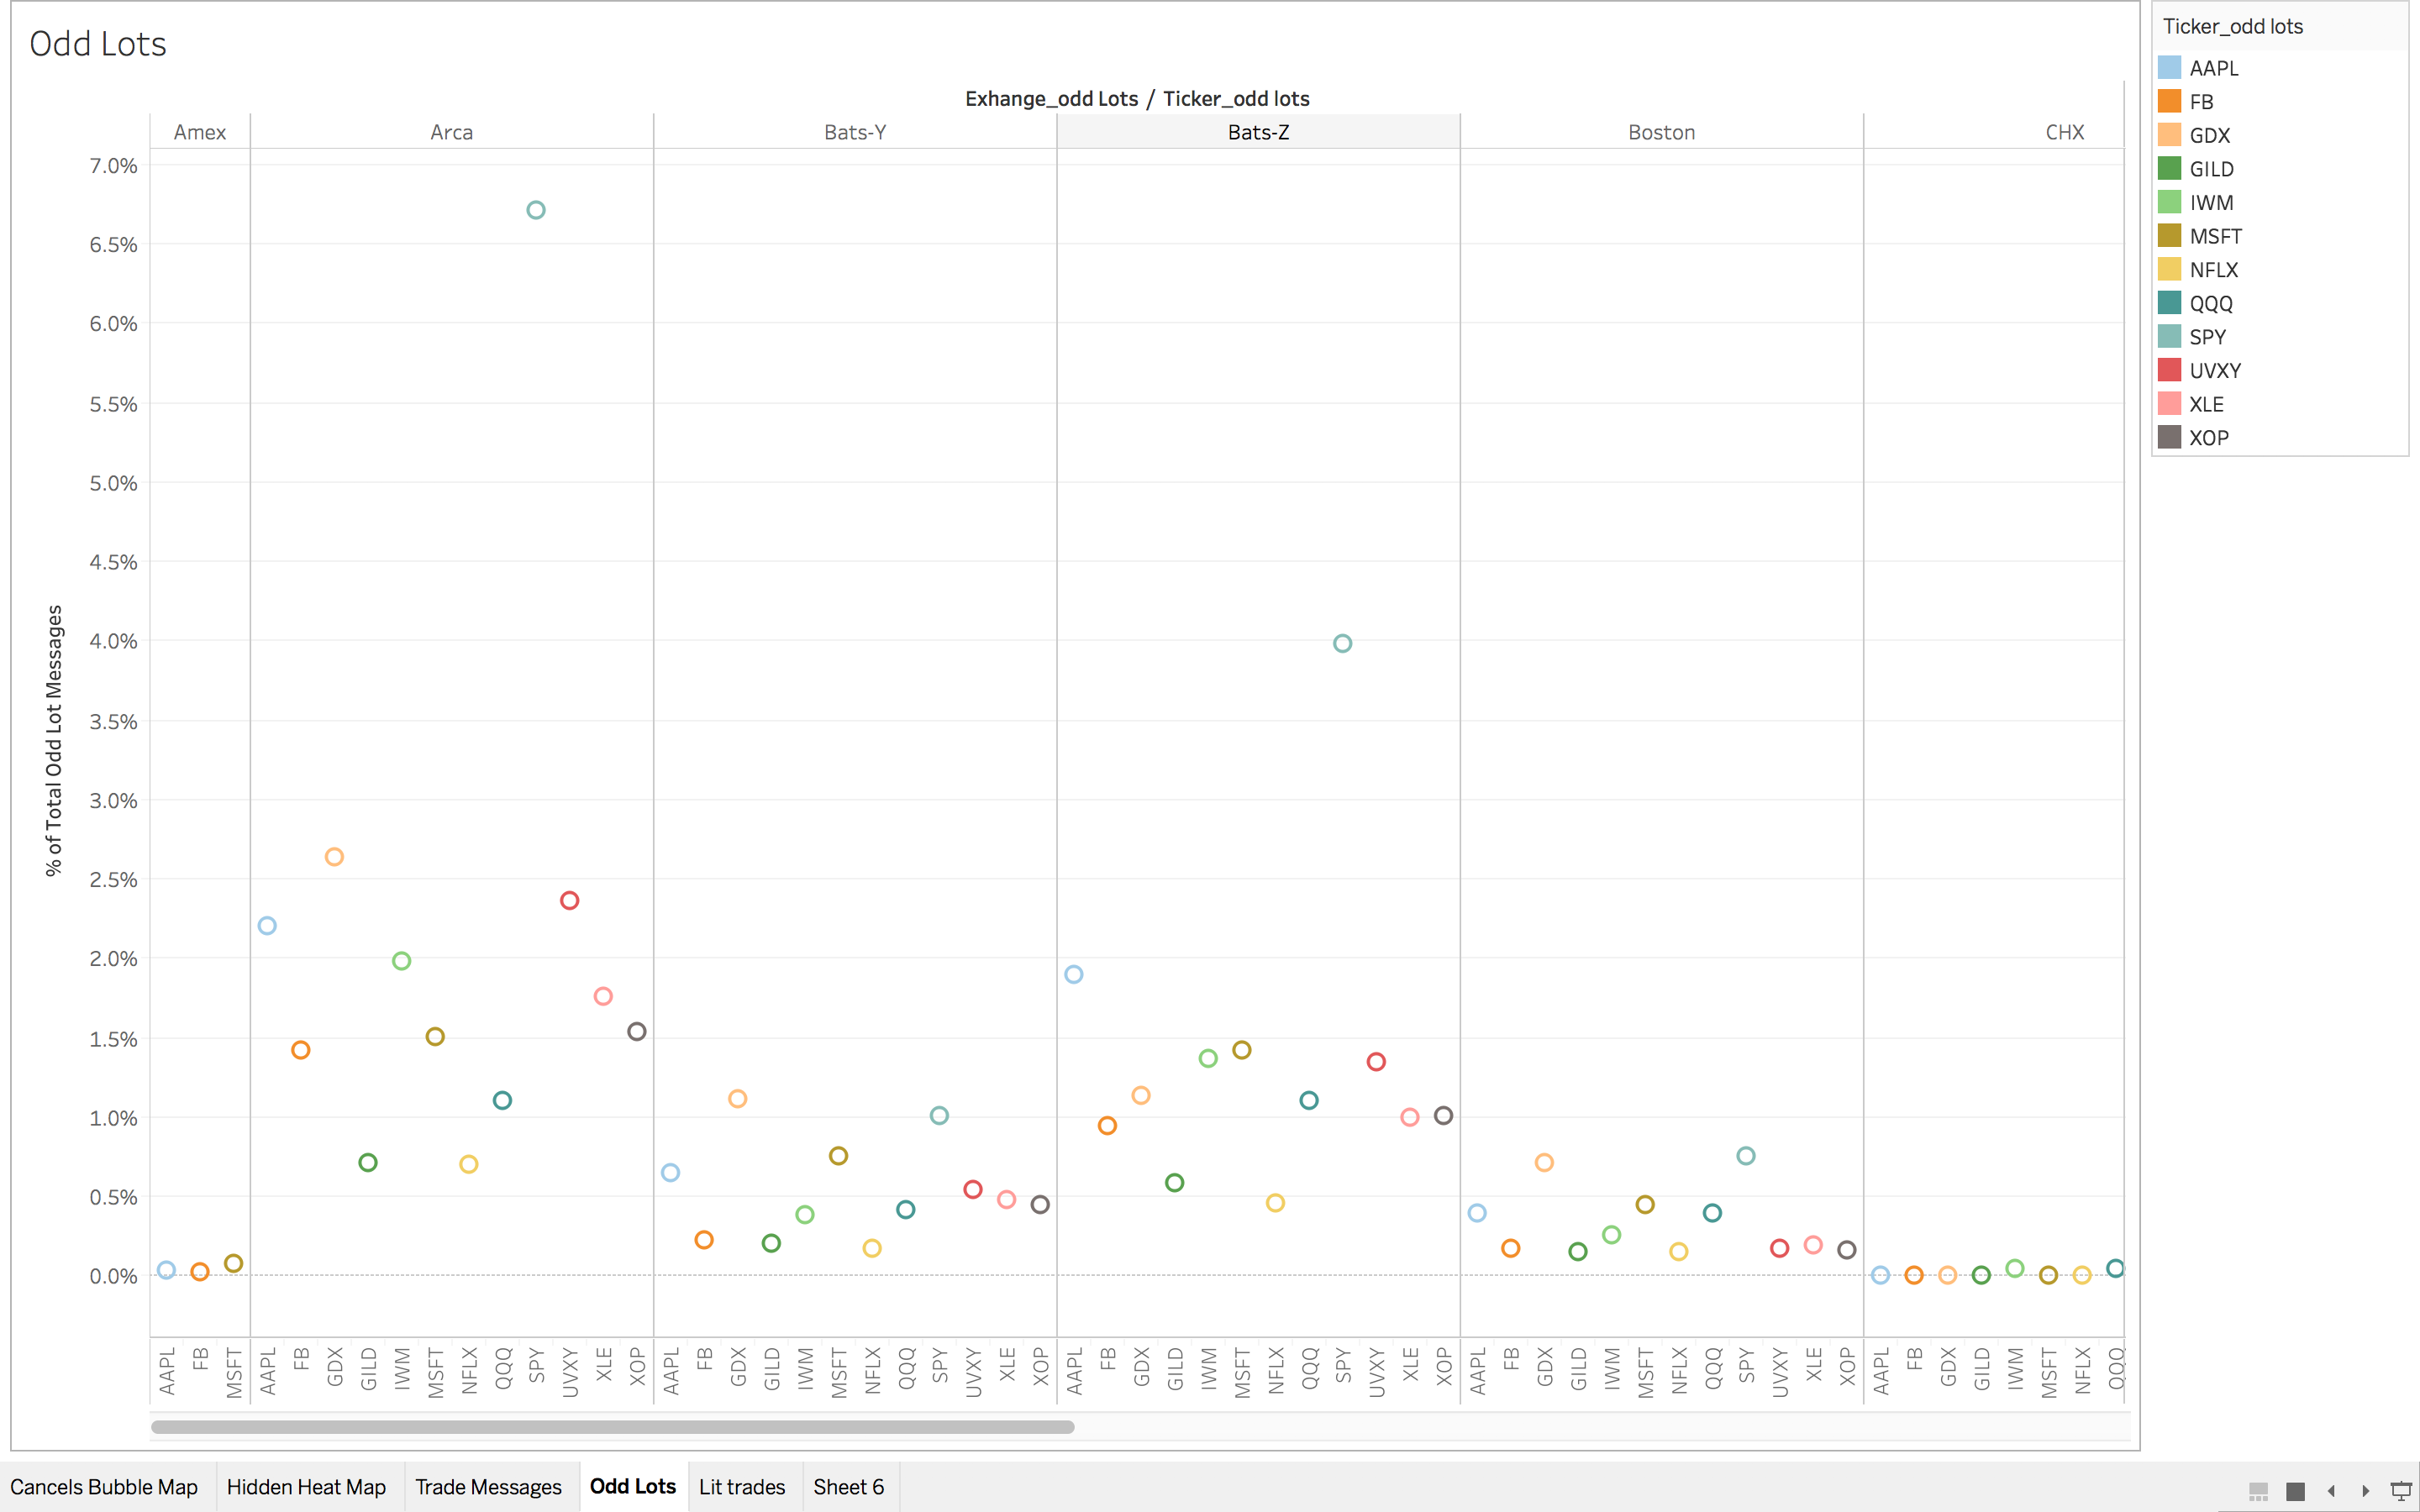 Odd Lots
Exhange_odd Lots / Ticker_odd lots
Amex Arca Bats-Y Bats-Z Boston CHX
% of Total Odd Lot Messages
7.0%
6.5%
6.0%
5.5%
5.0%
4.5%
4.0%
3.5%
3.0%
2.5%
2.0%
1.5%
1.0%
0.5%
0.0%
AAPL FB MSFT AAPL FB GDX GILD IWM MSFT NFLX QQQ SPY UVXY XLE XOP AAPL FB GDX GILD IWM MSFT NFLX QQQ SPY UVXY XLE XOP AAPL FB GDX GILD IWM MSFT NFLX QQQ SPY UVXY XLE XOP AAPL FB GDX GILD IWM MSFT NFLX QQQ SPY UVXY XLE XOP AAPL FB GDX GILD IWM MSFT NFLX QQQ
Ticker_odd lots
AAPL
FB
GDX
GILD
IWM
MSFT
NFLX
QQQ
SPY
UVXY
XLE
XOP
Cancels Bubble Map Hidden Heat Map Trade Messages Odd Lots Lit trades Sheet 6